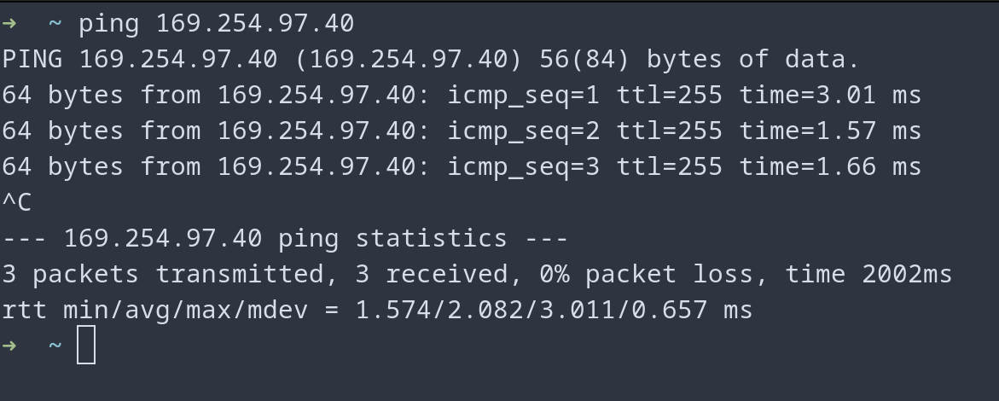 ➜  ~ ping 169.254.97.40
PING 169.254.97.40 (169.254.97.40) 56(84) bytes of data.
64 bytes from 169.254.97.40: icmp_seq=1 ttl=255 time=3.01 ms
64 bytes from 169.254.97.40: icmp_seq=2 ttl=255 time=1.57 ms
64 bytes from 169.254.97.40: icmp_seq=3 ttl=255 time=1.66 ms
^C
--- 169.254.97.40 ping statistics ---
3 packets transmitted, 3 received, 0% packet loss, time 2002ms
rtt min/avg/max/mdev = 1.574/2.082/3.011/0.657 ms
➜  ~